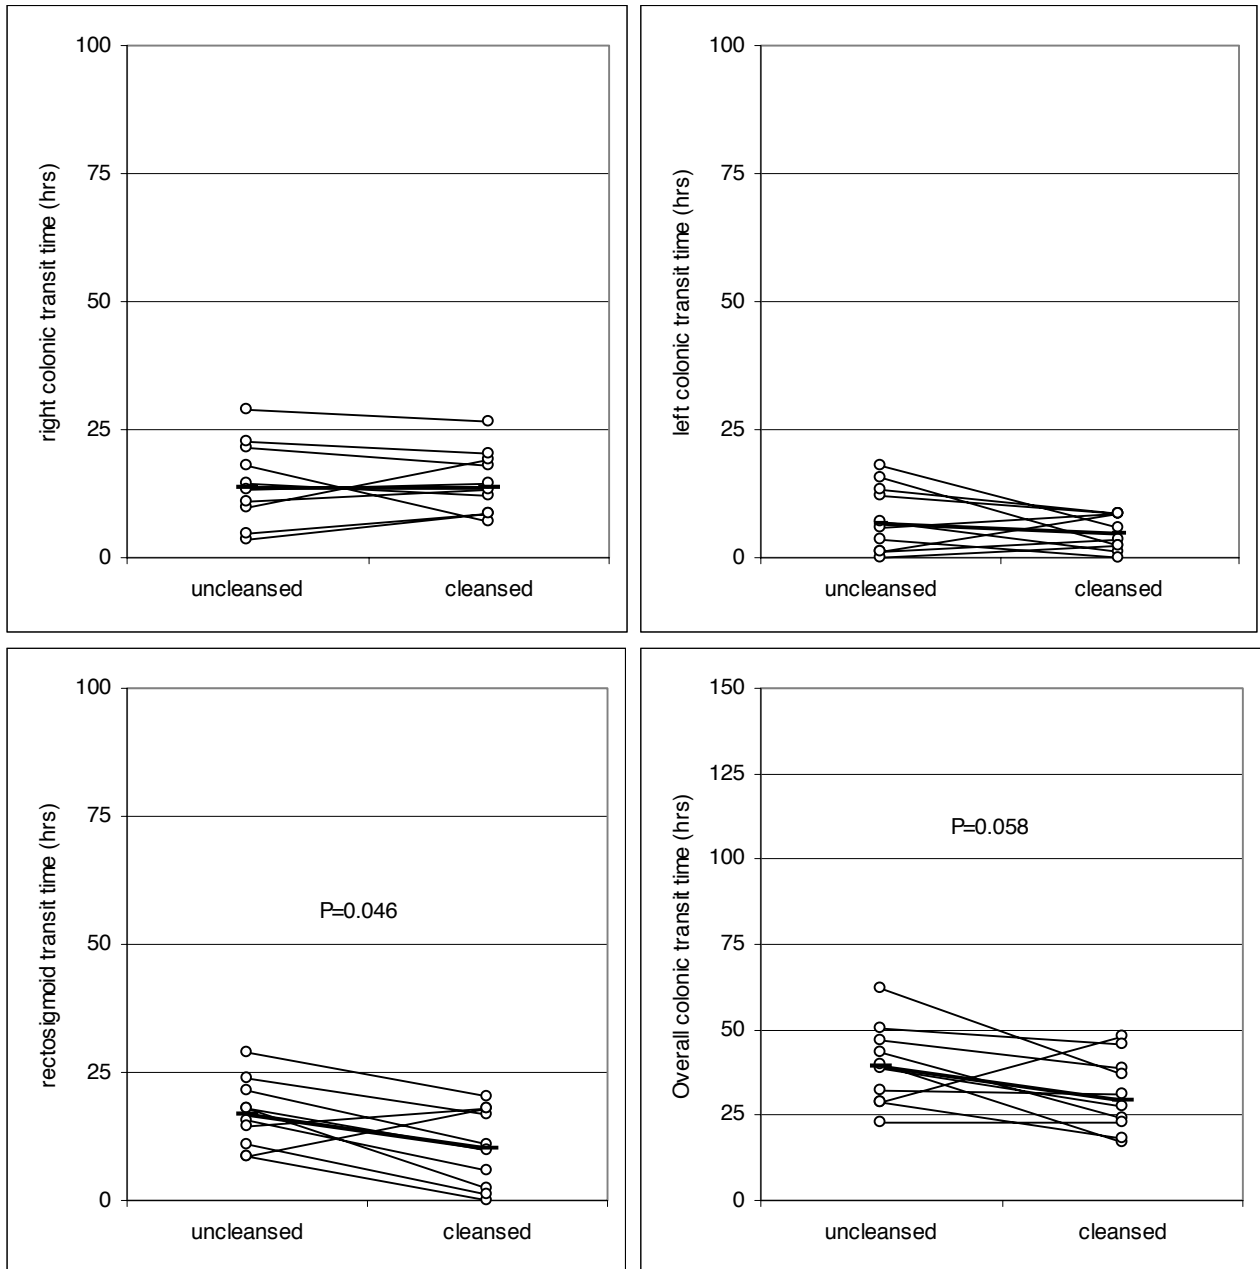 right colonic transit time (hrs)
100
75
50
25
0
uncleansed cleansed
left colonic transit time (hrs)
100
75
50
25
0
uncleansed cleansed
rectosigmoid transit time (hrs)
100
75
50
25
0
P=0.046
uncleansed cleansed
Overall colonic transit time (hrs)
150
125
100
75
50
25
0
P=0.058
uncleansed cleansed